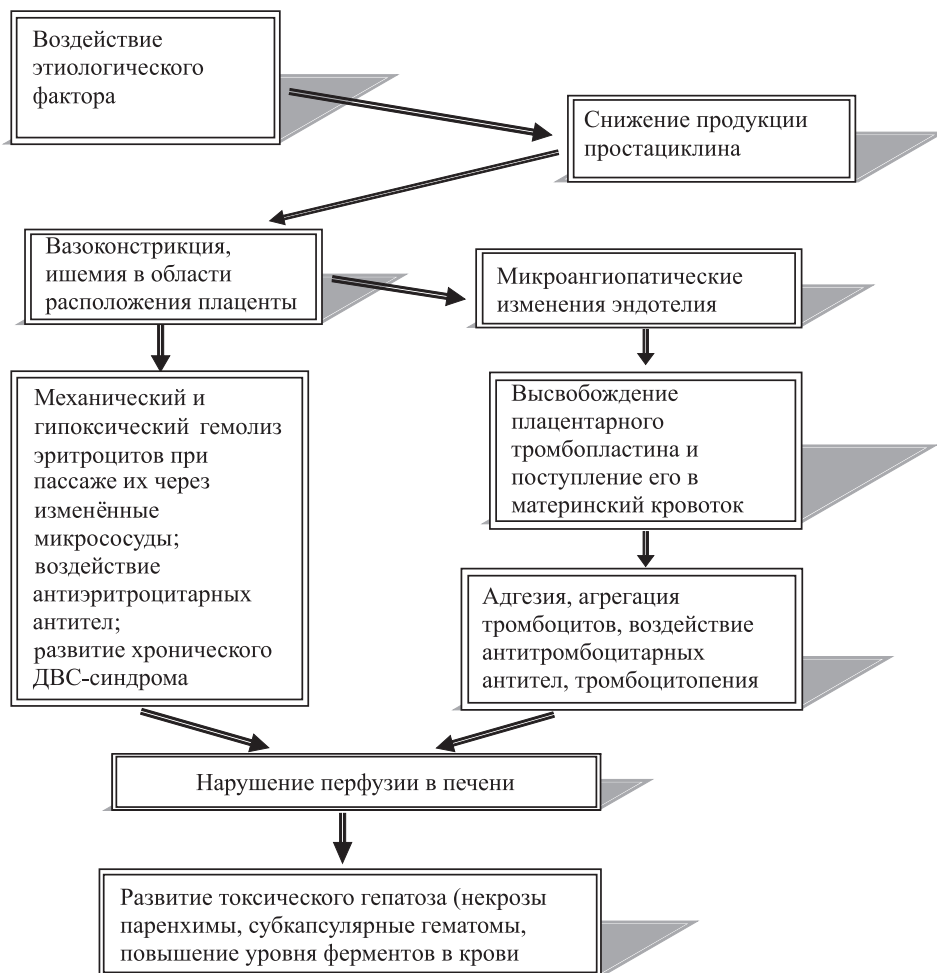 Воздействие
этиологического
фактора
Снижение продукции
простациклина
Вазоконстрикция,
ишемия в области
расположения плаценты
Микроангиопатические
изменения эндотелия
Механический и
гипоксический гемолиз
эритроцитов при
пассаже их через
изменённые
микрососуды;
воздействие
антиэритроцитарных
антител;
развитие хронического
ДВС-синдрома
Высвобождение
плацентарного
тромбопластина и
поступление его в
материнский кровоток
Адгезия, агрегация
тромбоцитов, воздействие
антитромбоцитарных
антител, тромбоцитопения
Нарушение перфузии в печени
Развитие токсического гепатоза (некрозы
паренхимы, субкапсулярные гематомы,
повышение уровня ферментов в крови